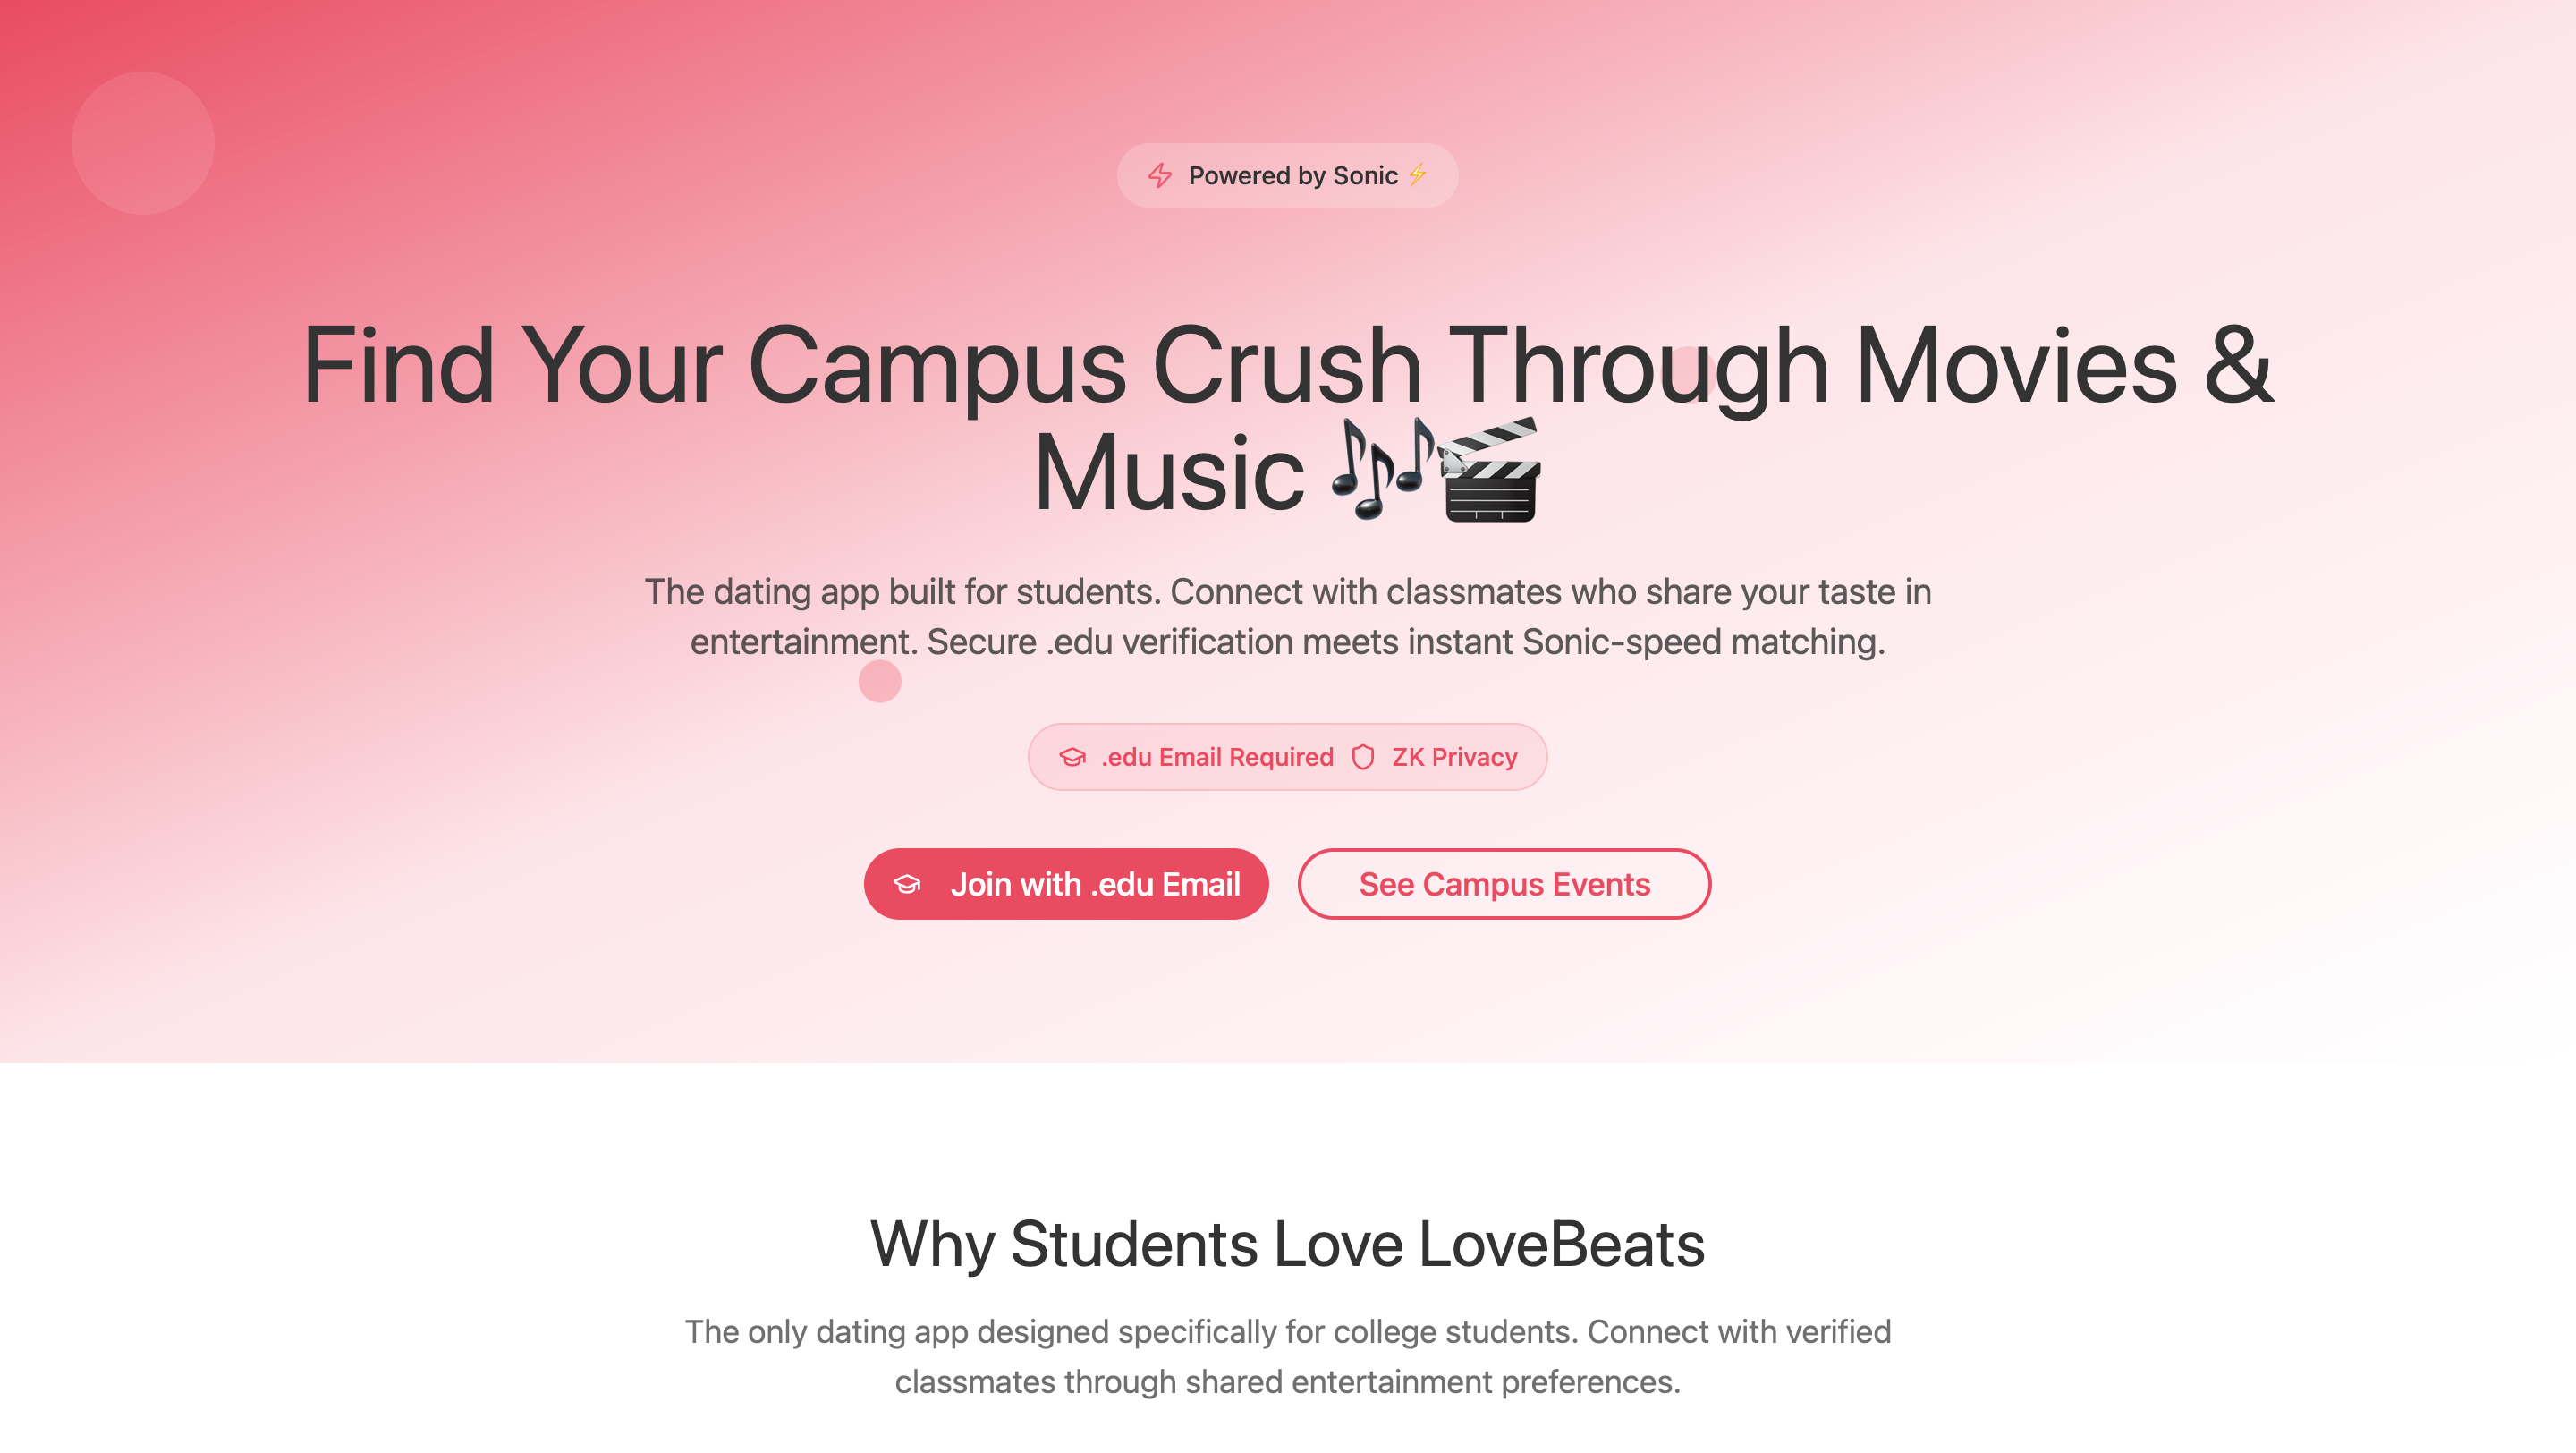 Powered by Sonic ⚡
Find Your Campus Crush Through Movies &
Music 🎶🎬
The dating app built for students. Connect with classmates who share your taste in
entertainment. Secure .edu verification meets instant Sonic-speed matching.
.edu Email Required ZK Privacy
Join with .edu Email See Campus Events
Why Students Love LoveBeats
The only dating app designed specifically for college students. Connect with verified
classmates through shared entertainment preferences.